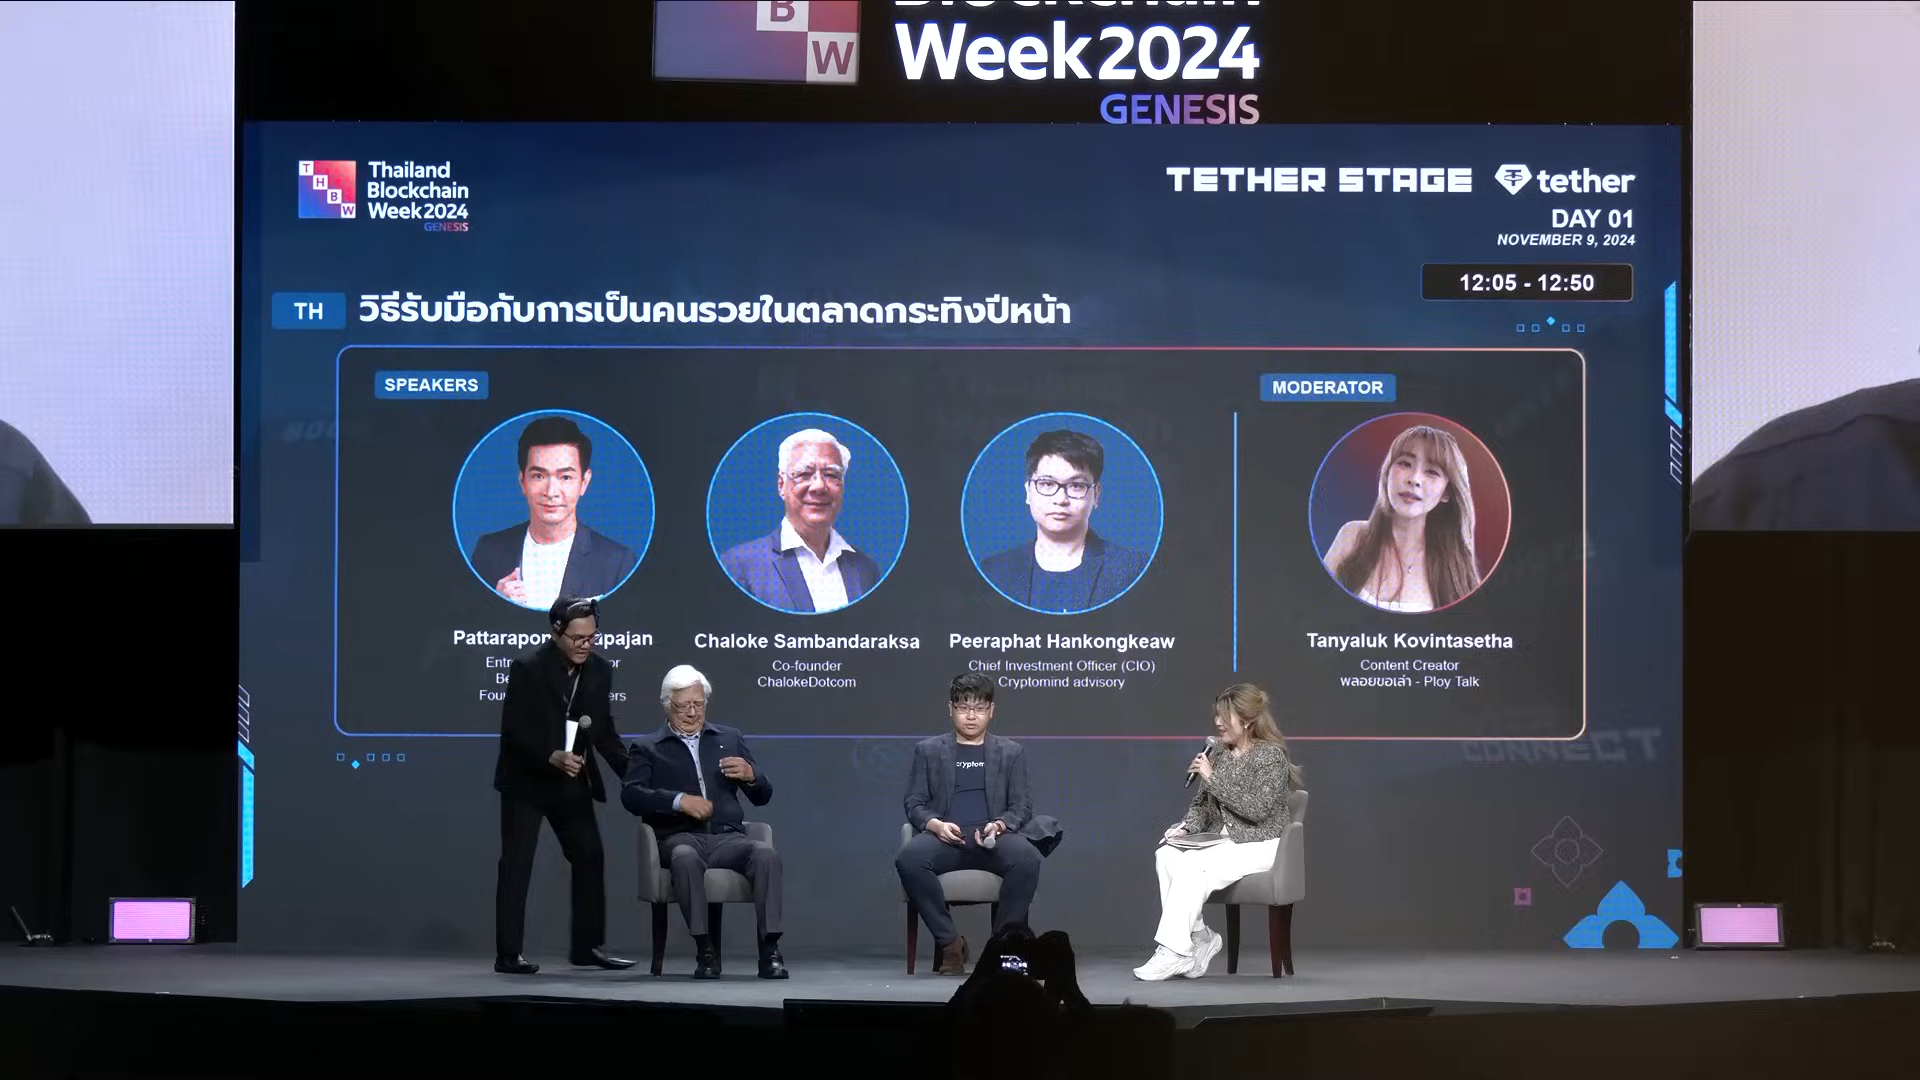 B
W
Blockchain
Week2024
GENESIS
T
H
B
W
Thailand
Blockchain
Week2024
GENESIS
TETHER STAGE
tether
DAY 01
NOVEMBER 9, 2024
12:05 - 12:50
TH
วิธีรับมือกับการเป็นคนรวยในตลาดกระทิงปีหน้า
SPEAKERS
MODERATOR
Chaloke Sambandaraksa
Co-founder
ChalokeDotcom
Peeraphat Hankongkeaw
Chief Investment Officer (CIO)
Cryptomind advisory
Tanyaluk Kovintasetha
Content Creator
พลอยขอเล่า - Ploy Talk
CONNECT